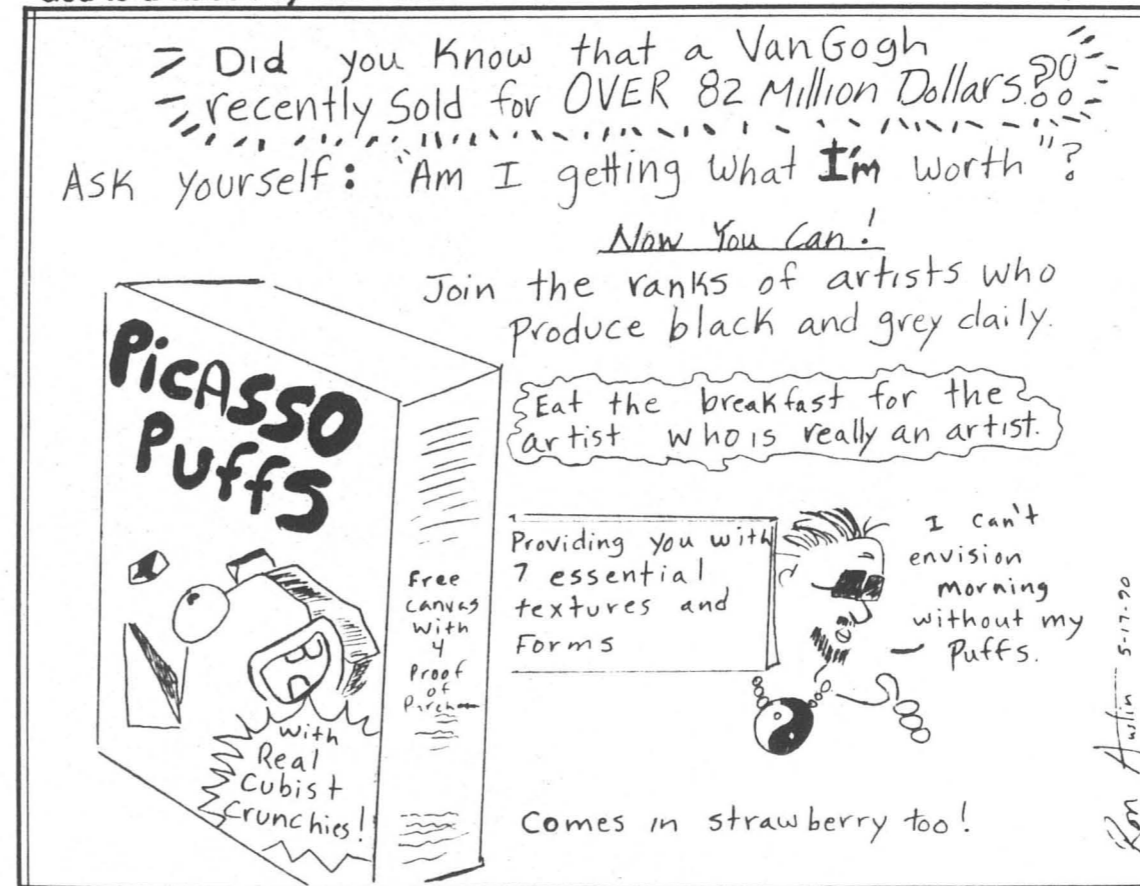 Did you Know that a VanGogh
recently Sold for OVER 82 Million Dollars?!
Ask yourself: "Am I getting what I'm worth"?
Now You Can!
Join the ranks of artists who
produce black and grey daily.
Eat the breakfast for the
artist who is really an artist.
PicASSO
Puffs
With
Real
Cubist
Crunchies!
Free
canvas
with
4
Proof
of
Providing you with
7 essential
textures and
Forms
I can't
envision
morning
without my
Puffs.
Comes in strawberry too!
Ron Austin 5-17-90